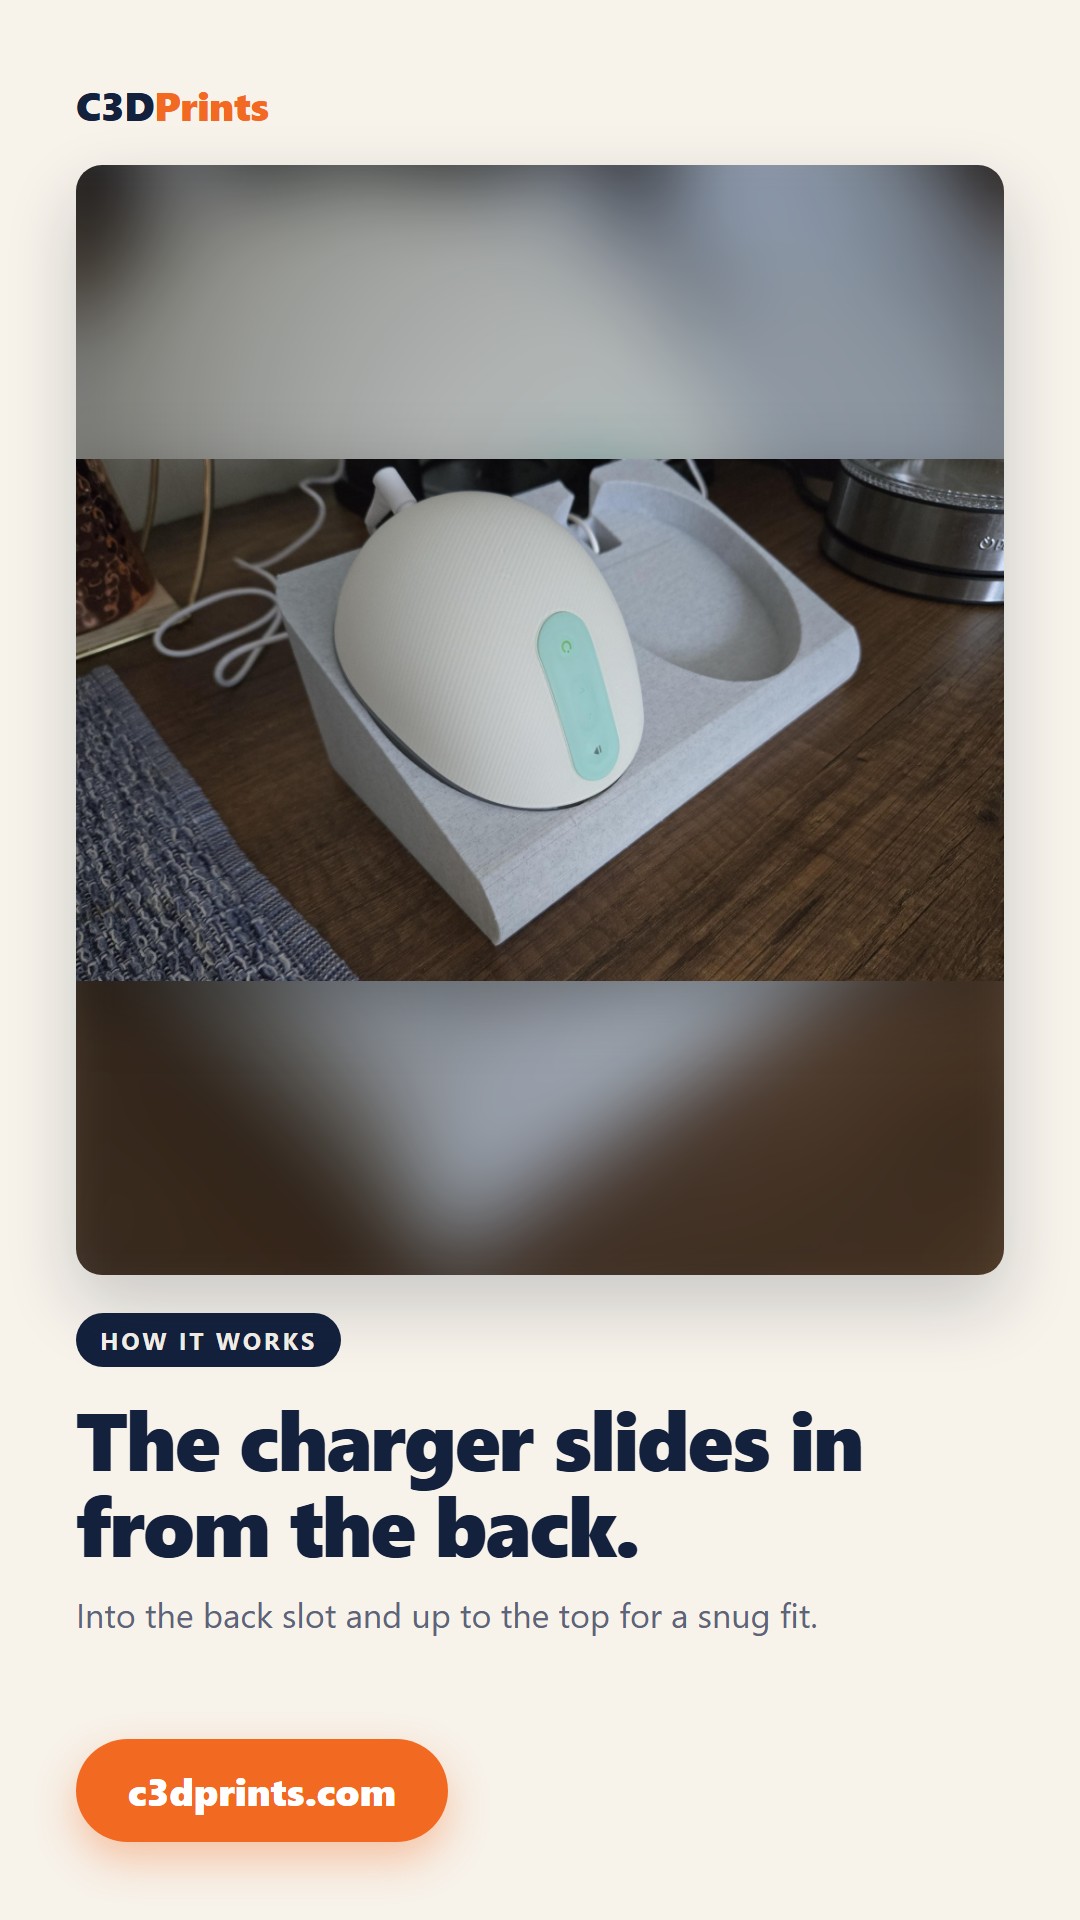 C3DPrints
HOW IT WORKS
The charger slides in
from the back.
Into the back slot and up to the top for a snug fit.
c3dprints.com